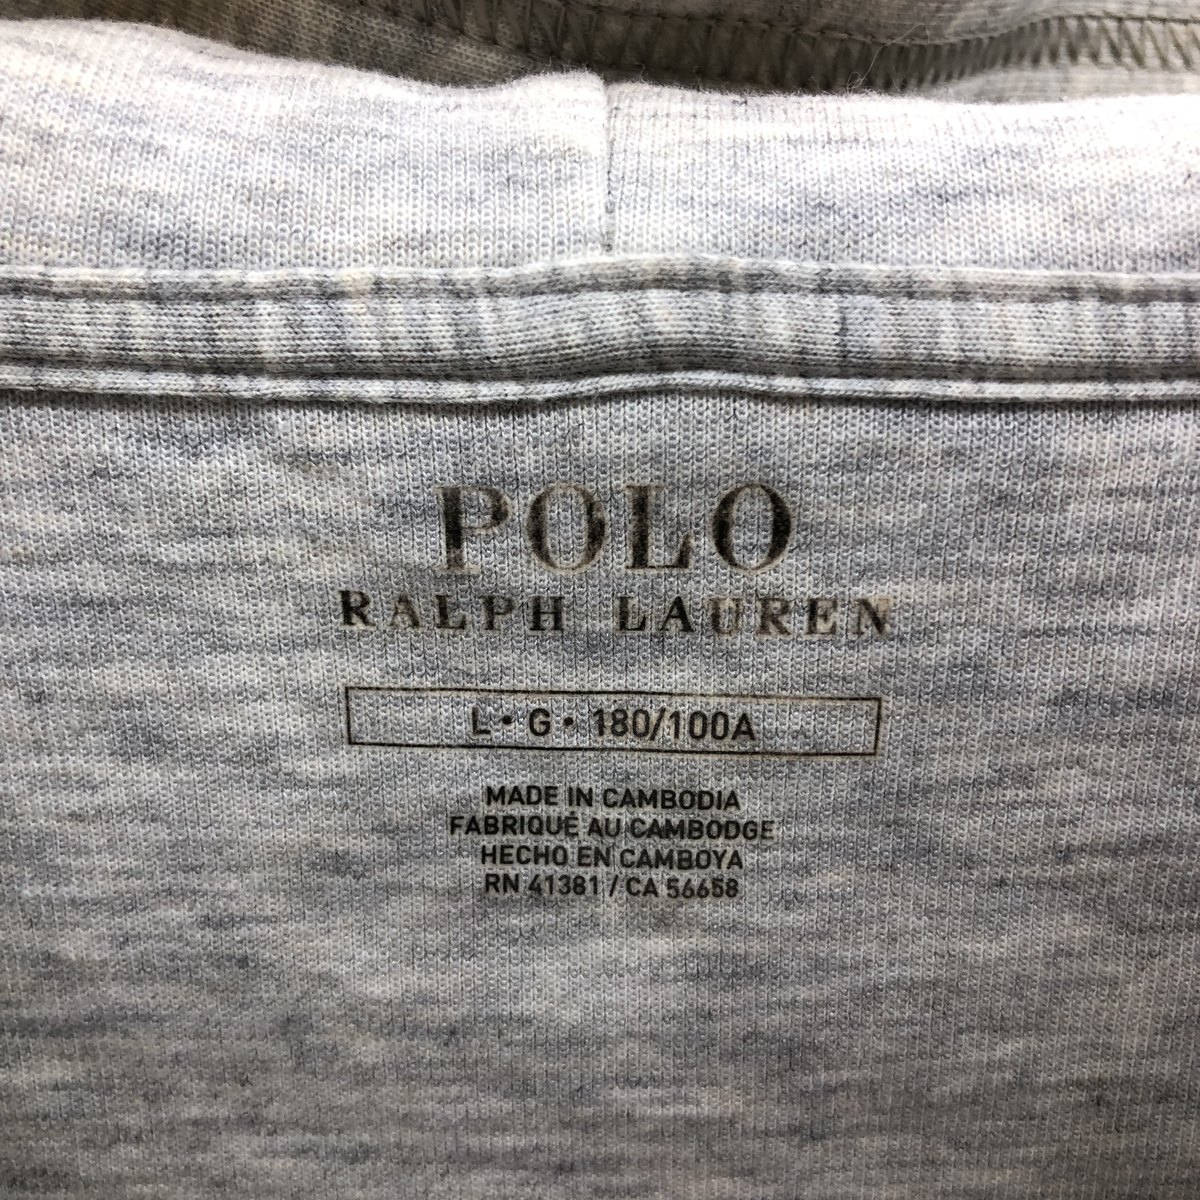 POLO
RALPH LAUREN
L • G • 180/100A
MADE IN CAMBODIA
FABRIQUÉ AU CAMBODGE
HECHO EN CAMBOYA
RN 41381 / CA 56658